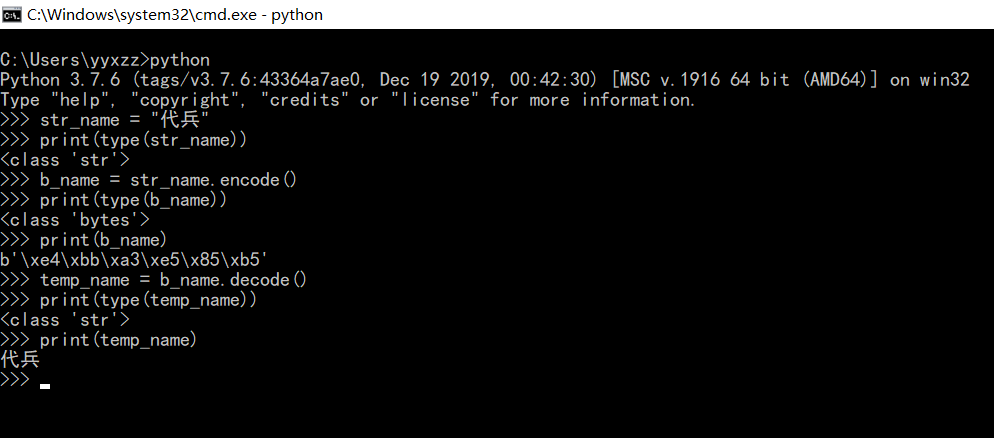 C:\Windows\system32\cmd.exe - python
C:\Users\yyxzz>python
Python 3.7.6 (tags/v3.7.6:43364a7ae0, Dec 19 2019, 00:42:30) [MSC v.1916 64 bit (AMD64)] on win32
Type "help", "copyright", "credits" or "license" for more information.
>>> str_name = "代兵"
>>> print(type(str_name))
<class 'str'>
>>> b_name = str_name.encode()
>>> print(type(b_name))
<class 'bytes'>
>>> print(b_name)
b'\xe4\xbb\xa3\xe5\x85\xb5'
>>> temp_name = b_name.decode()
>>> print(type(temp_name))
<class 'str'>
>>> print(temp_name)
代兵
>>>